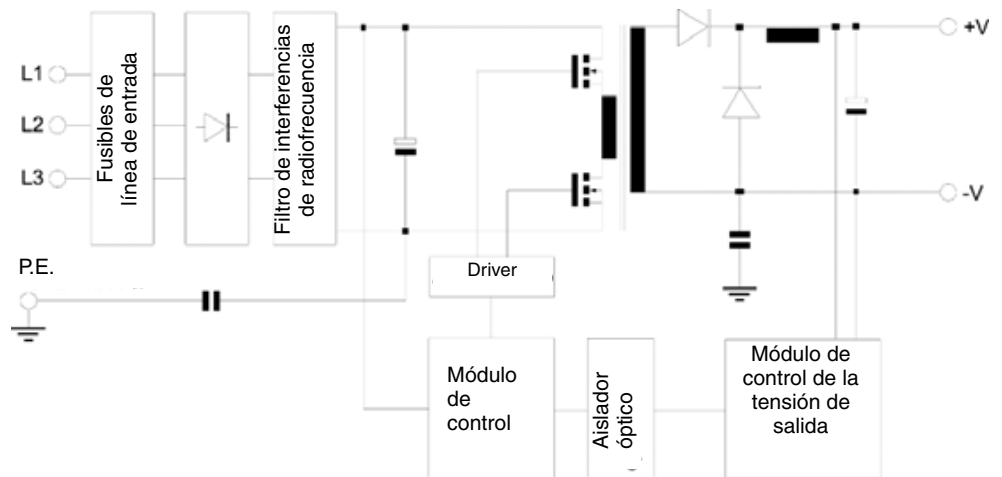 L1
L2
L3
Fusibles de
línea de entrada
Filtro de interferencias
de radiofrecuencia
+V
-V
P.E.
Driver
Módulo
de
control
Aislador
óptico
Módulo de
control de la
tensión de
salida